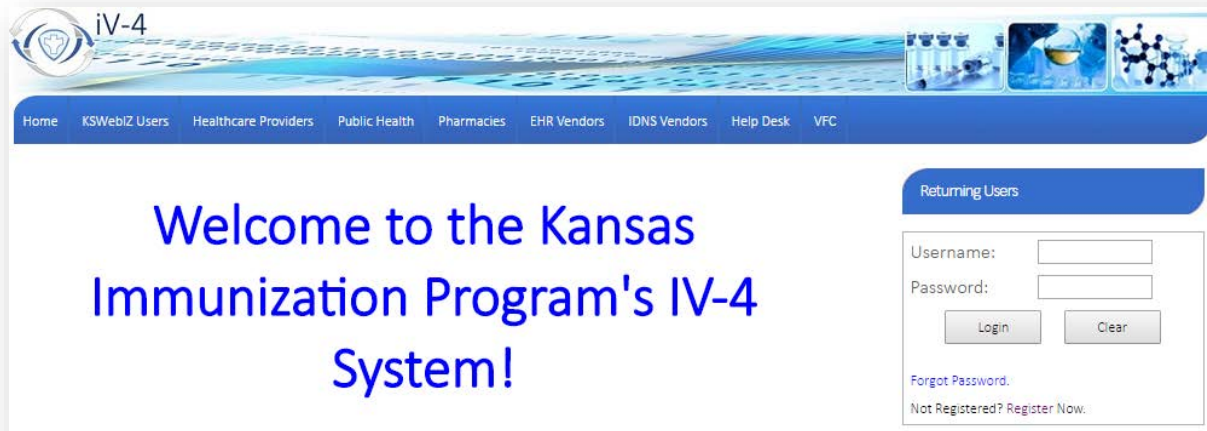 iV-4
Home KSWebIZ Users Healthcare Providers Public Health Pharmacies EHR Vendors IDNS Vendors Help Desk VFC
Welcome to the Kansas
Immunization Program's IV-4
System!
Returning Users
Username:
Password:
Login Clear
Forgot Password.
Not Registered? Register Now.